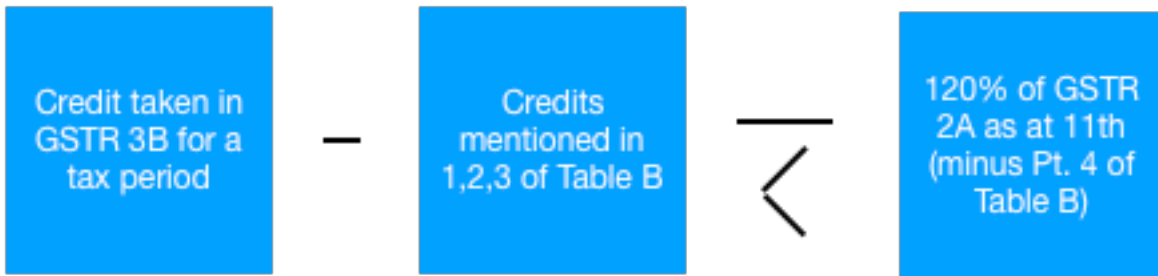 Credit taken in
GSTR 3B for a
tax period
–
Credits
mentioned in
1,2,3 of Table B
<
120% of GSTR
2A as at 11th
(minus Pt. 4 of
Table B)